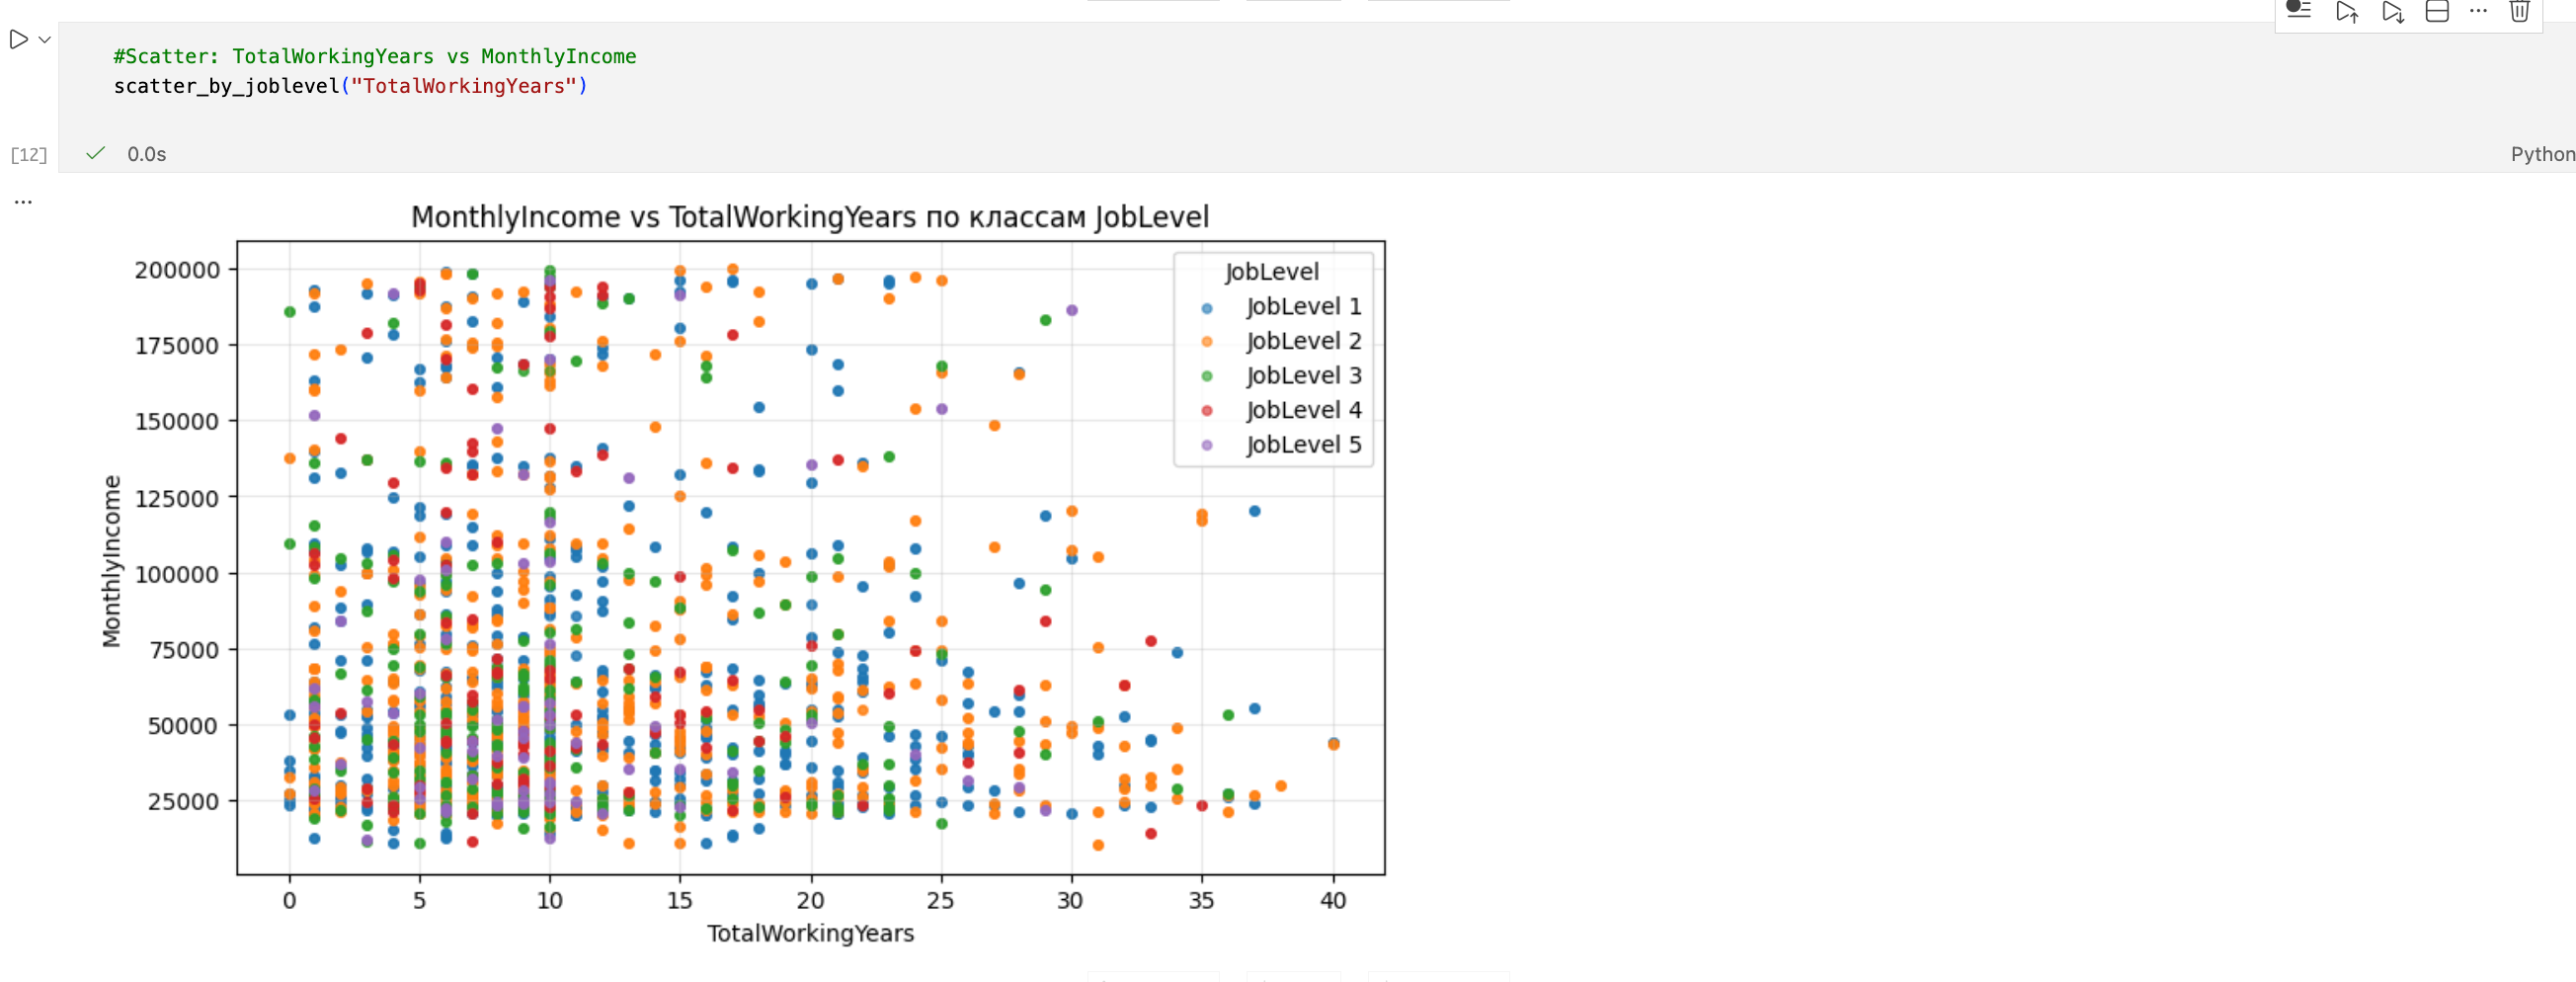 #Scatter: TotalWorkingYears vs MonthlyIncome
scatter_by_joblevel("TotalWorkingYears")
[12]
0.0s
Python
...
MonthlyIncome vs TotalWorkingYears по классам JobLevel
200000
175000
150000
125000
100000
75000
50000
25000
MonthlyIncome
JobLevel
JobLevel 1
JobLevel 2
JobLevel 3
JobLevel 4
JobLevel 5
0 5 10 15 20 25 30 35 40
TotalWorkingYears